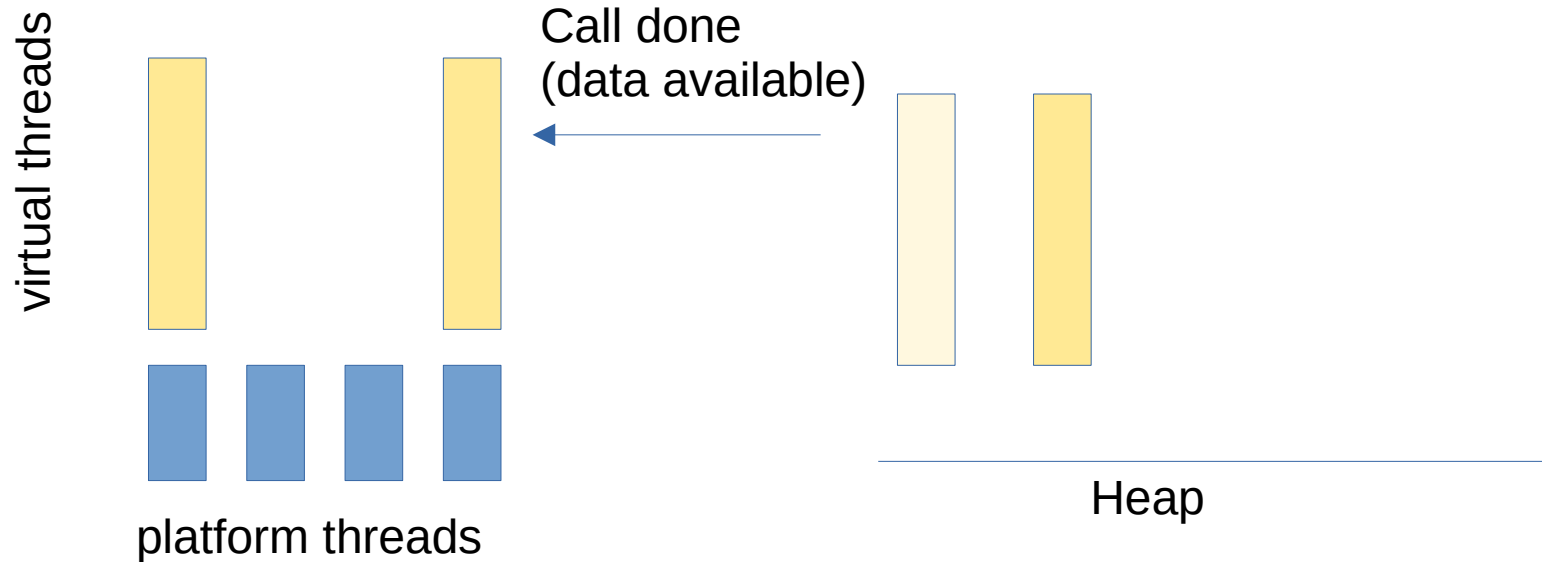 virtual threads
Call done
(data available)
Heap
platform threads